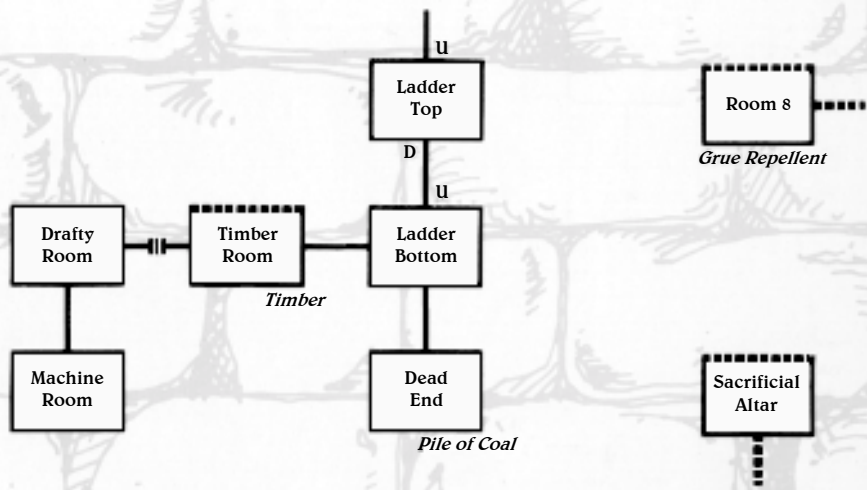 U
Ladder
Top
Room 8
D
Grue Repellent
U
Drafty
Room
Timber
Room
Ladder
Bottom
Timber
Machine
Room
Dead
End
Sacrificial
Altar
Pile of Coal